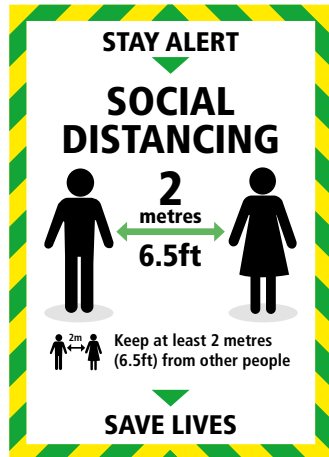 STAY ALERT
SOCIAL
DISTANCING
2
metres
6.5ft
2m
Keep at least 2 metres
(6.5ft) from other people
SAVE LIVES